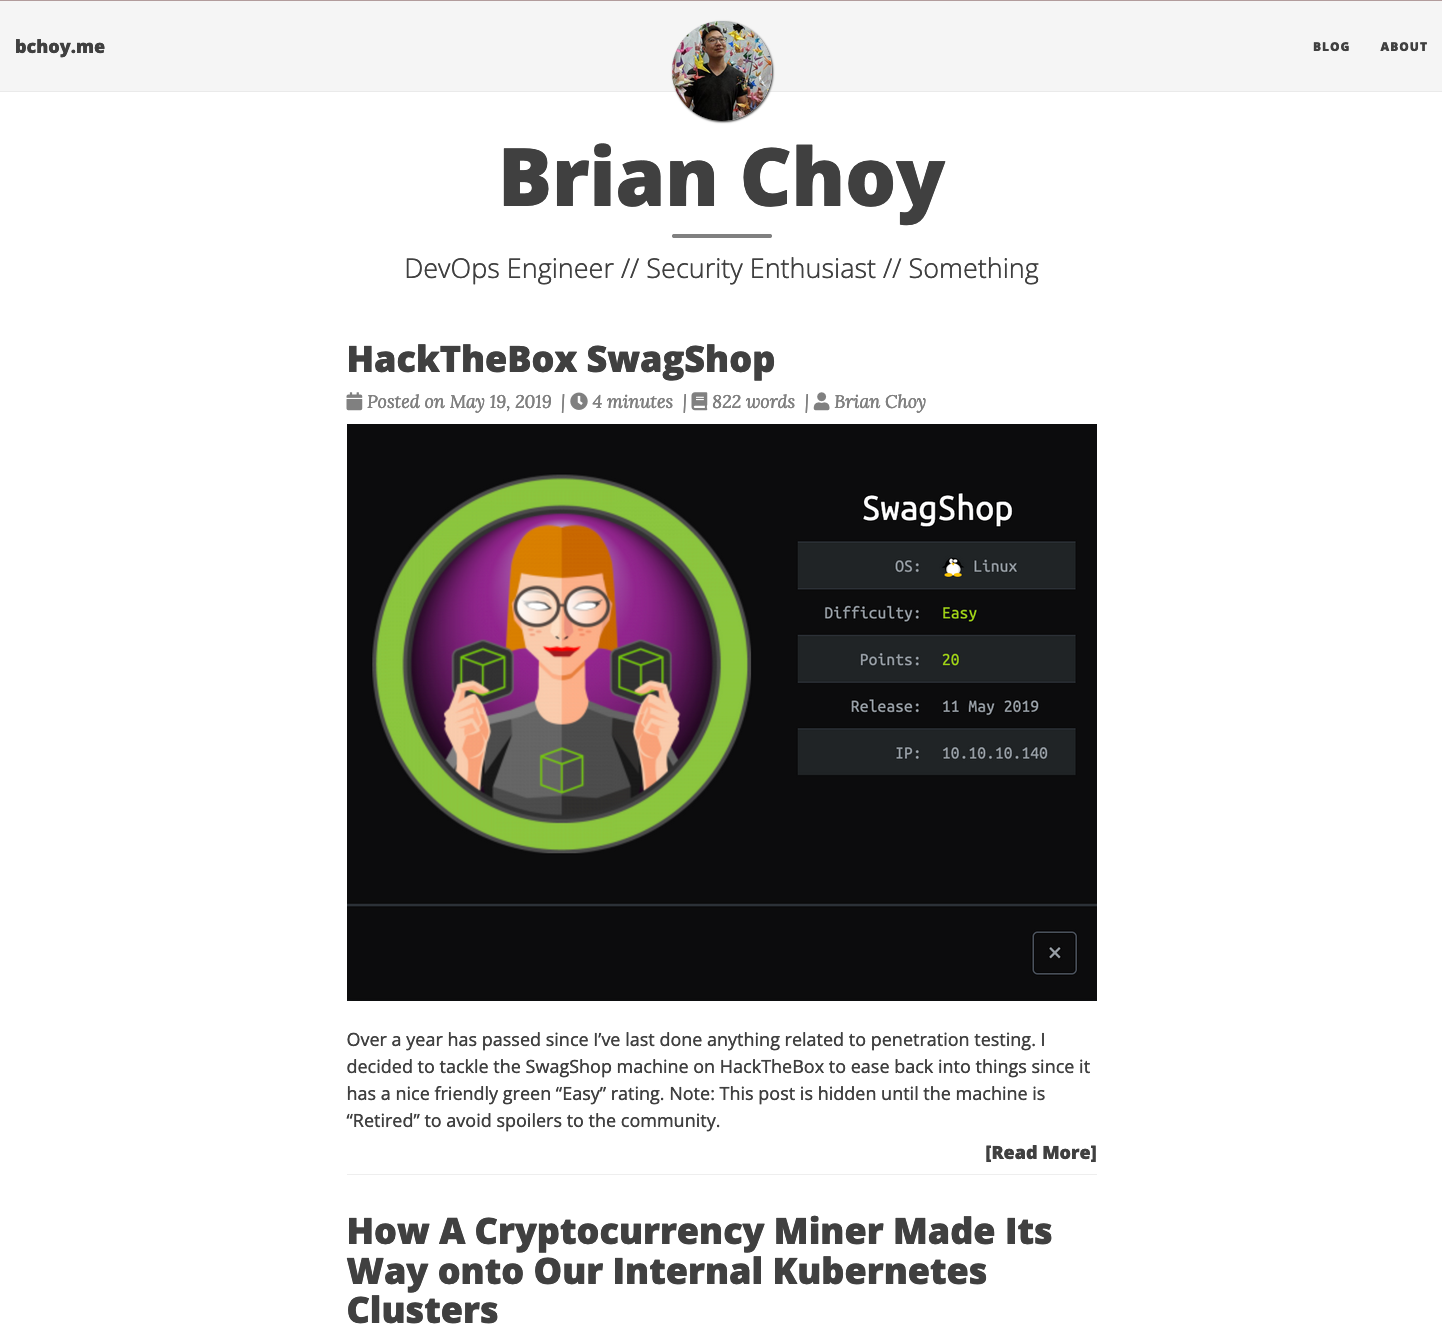 bchoy.me
BLOG
ABOUT
Brian Choy
DevOps Engineer // Security Enthusiast // Something
HackTheBox SwagShop
Posted on May 19, 2019 | 4 minutes | 822 words | Brian Choy
SwagShop
OS: Linux
Difficulty: Easy
Points: 20
Release: 11 May 2019
IP: 10.10.10.140
Over a year has passed since I’ve last done anything related to penetration testing. I
decided to tackle the SwagShop machine on HackTheBox to ease back into things since it
has a nice friendly green “Easy” rating. Note: This post is hidden until the machine is
“Retired” to avoid spoilers to the community.
[Read More]
How A Cryptocurrency Miner Made Its
Way onto Our Internal Kubernetes
Clusters